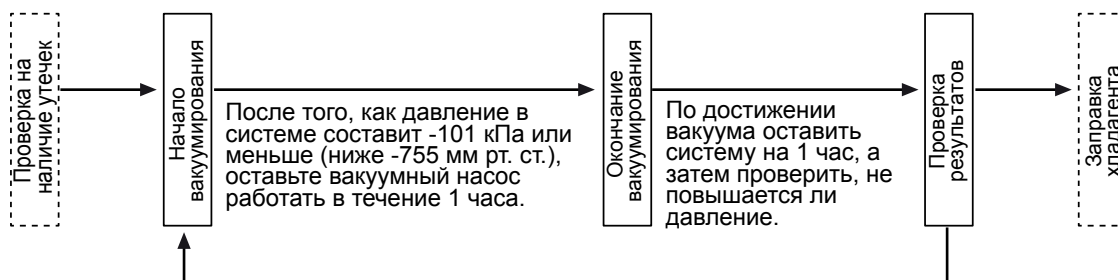 Проверка на
наличие утечек
Начало
вакуумирования
После того, как давление в
системе составит -101 кПа или
меньше (ниже -755 мм рт. ст.),
оставьте вакуумный насос
работать в течение 1 часа.
Окончание
вакуумирования
По достижении
вакуума оставить
систему на 1 час, а
затем проверить, не
повышается ли
давление.
Проверка
результатов
Заправка
хладагента